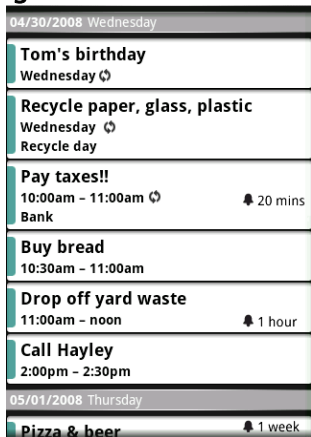 04/30/2008 Wednesday
Tom's birthday
Wednesday
Recycle paper, glass, plastic
Wednesday
Recycle day
Pay taxes!!
10:00am – 11:00am
20 mins
Bank
Buy bread
10:30am – 11:00am
Drop off yard waste
11:00am – noon
1 hour
Call Hayley
2:00pm – 2:30pm
05/01/2008 Thursday
Pizza & beer
1 week